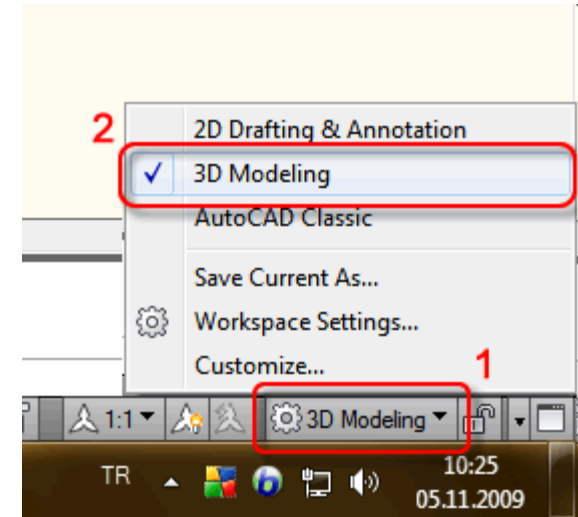 2
2D Drafting & Annotation
3D Modeling
AutoCAD Classic
Save Current As...
Workspace Settings...
Customize...
1
1:1
3D Modeling
TR
10:25
05.11.2009